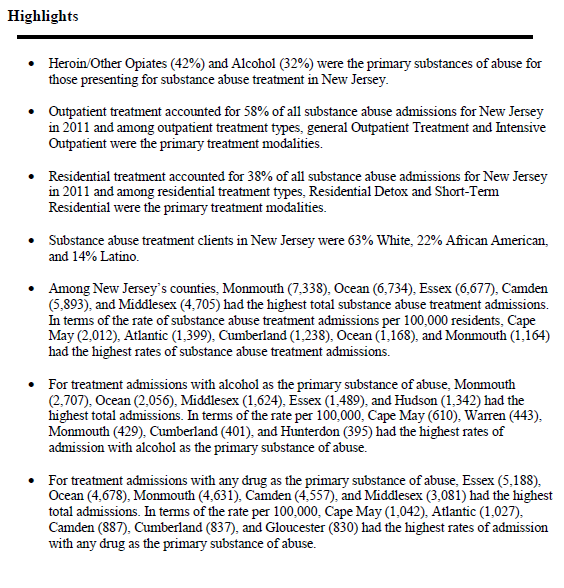 Highlights
• Heroin/Other Opiates (42%) and Alcohol (32%) were the primary substances of abuse for
those presenting for substance abuse treatment in New Jersey.
• Outpatient treatment accounted for 58% of all substance abuse admissions for New Jersey
in 2011 and among outpatient treatment types, general Outpatient Treatment and Intensive
Outpatient were the primary treatment modalities.
• Residential treatment accounted for 38% of all substance abuse admissions for New Jersey
in 2011 and among residential treatment types, Residential Detox and Short-Term
Residential were the primary treatment modalities.
• Substance abuse treatment clients in New Jersey were 63% White, 22% African American,
and 14% Latino.
• Among New Jersey's counties, Monmouth (7,338), Ocean (6,734), Essex (6,677), Camden
(5,893), and Middlesex (4,705) had the highest total substance abuse treatment admissions.
In terms of the rate of substance abuse treatment admissions per 100,000 residents, Cape
May (2,012), Atlantic (1,399), Cumberland (1,238), Ocean (1,168), and Monmouth (1,164)
had the highest rates of substance abuse treatment admissions.
• For treatment admissions with alcohol as the primary substance of abuse, Monmouth
(2,707), Ocean (2,056), Middlesex (1,624), Essex (1,489), and Hudson (1,342) had the
highest total admissions. In terms of the rate per 100,000, Cape May (610), Warren (443),
Monmouth (429), Cumberland (401), and Hunterdon (395) had the highest rates of
admission with alcohol as the primary substance of abuse.
• For treatment admissions with any drug as the primary substance of abuse, Essex (5,188),
Ocean (4,678), Monmouth (4,631), Camden (4,557), and Middlesex (3,081) had the highest
total admissions. In terms of the rate per 100,000, Cape May (1,042), Atlantic (1,027),
Camden (887), Cumberland (837), and Gloucester (830) had the highest rates of admission
with any drug as the primary substance of abuse.